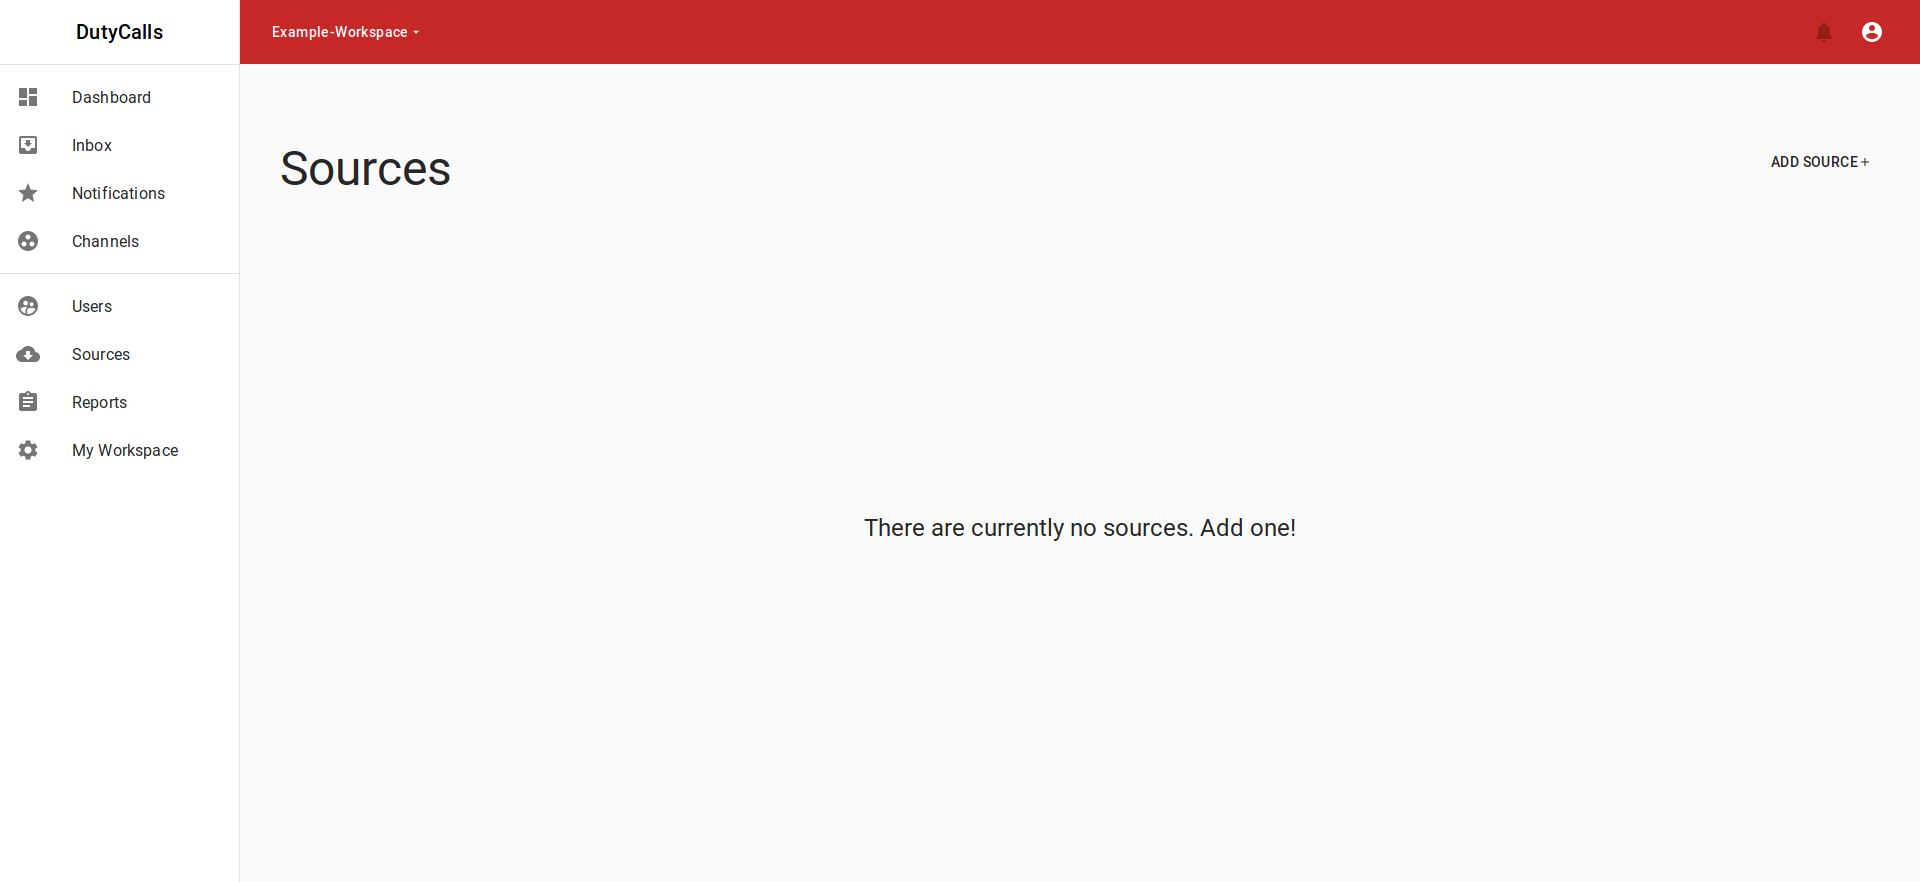 DutyCalls
Example-Workspace
Dashboard
Inbox
Notifications
Channels
Users
Sources
Reports
My Workspace
Sources
ADD SOURCE+
There are currently no sources. Add one!